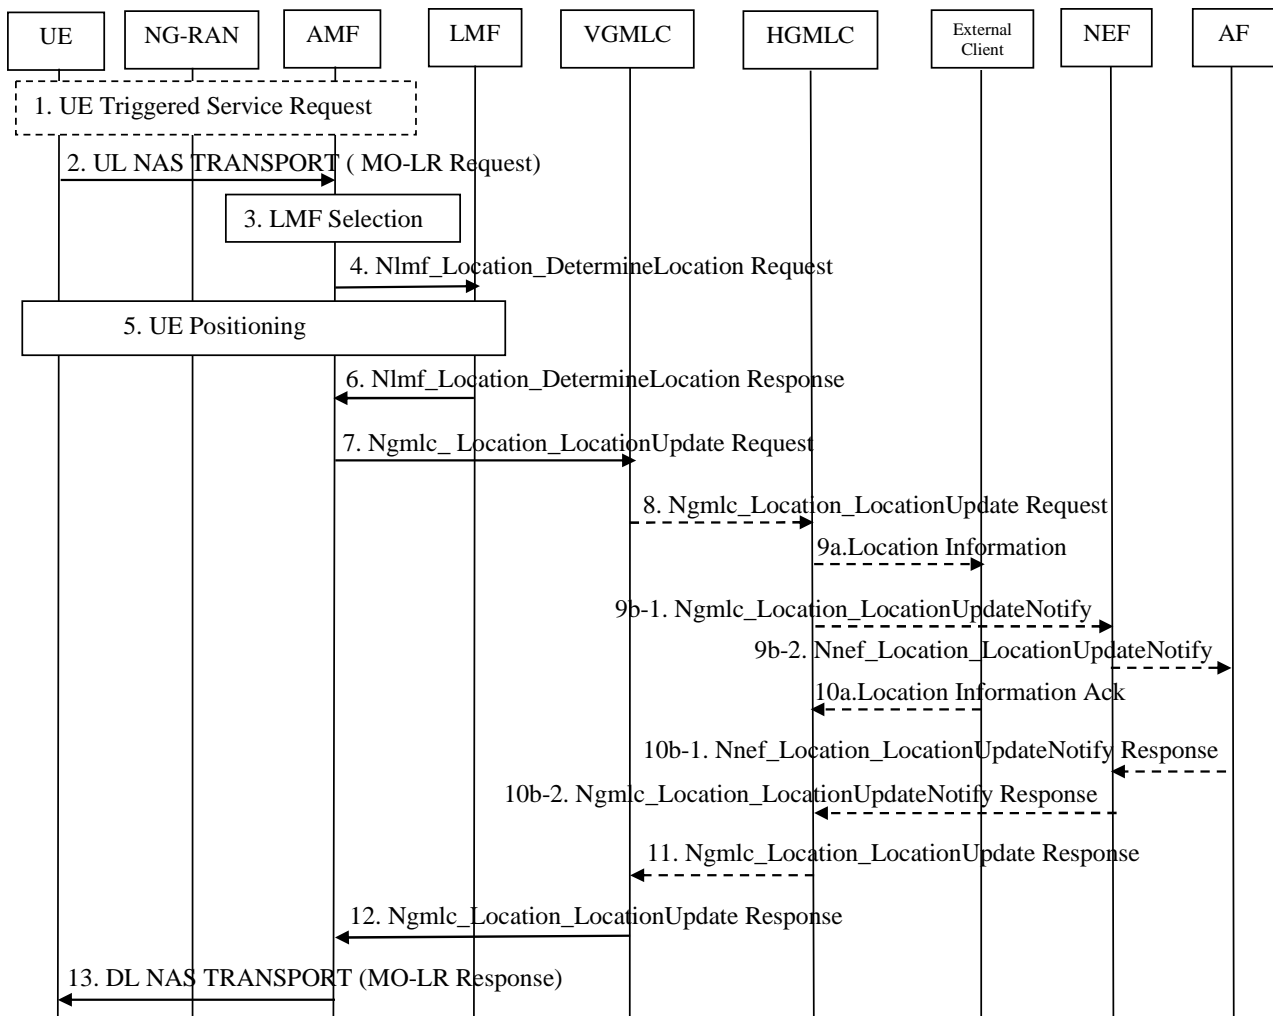 UE
NG-RAN
AMF
LMF
VGMLC
HGMLC
External
Client
NEF
AF
1. UE Triggered Service Request
2. UL NAS TRANSPORT ( MO-LR Request)
3. LMF Selection
4. Nlmf_Location_DetermineLocation Request
5. UE Positioning
6. Nlmf_Location_DetermineLocation Response
7. Ngmlc_ Location_LocationUpdate Request
8. Ngmlc_Location_LocationUpdate Request
9a.Location Information
9b-1. Ngmlc_Location_LocationUpdateNotify
9b-2. Nnef_Location_LocationUpdateNotify
10a.Location Information Ack
10b-1. Nnef_Location_LocationUpdateNotify Response
10b-2. Ngmlc_Location_LocationUpdateNotify Response
11. Ngmlc_Location_LocationUpdate Response
12. Ngmlc_Location_LocationUpdate Response
13. DL NAS TRANSPORT (MO-LR Response)